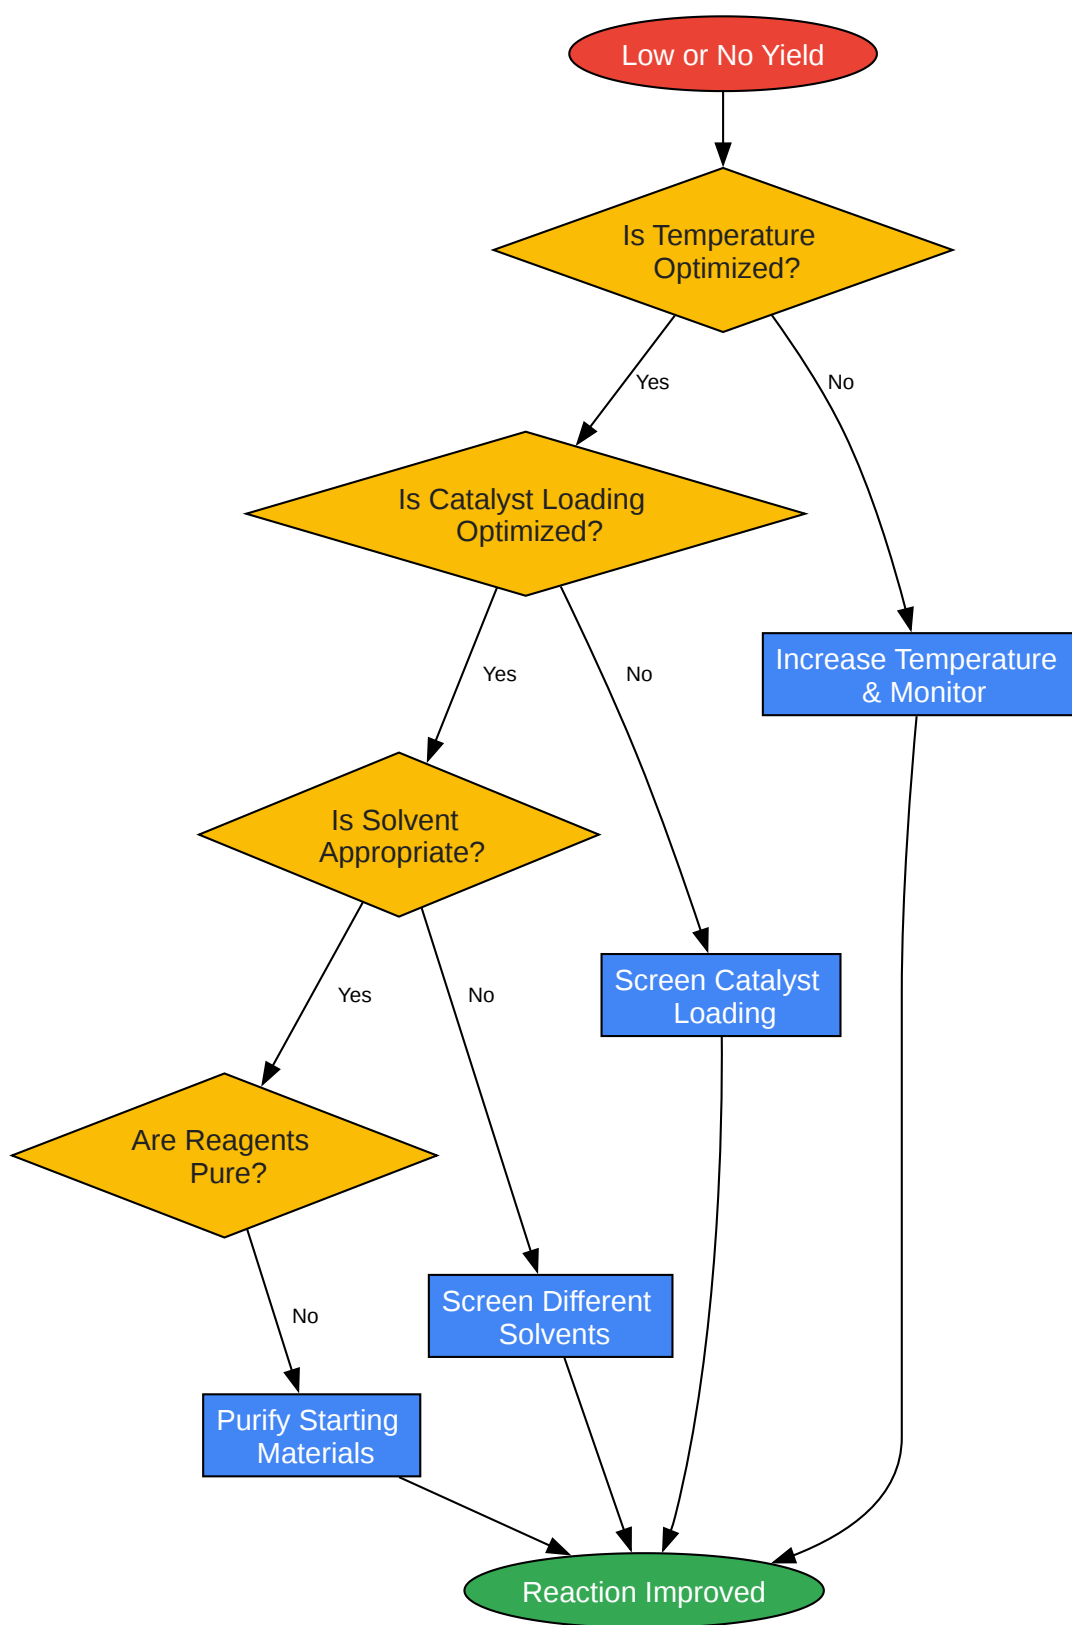 Low or No Yield
Is Temperature
Optimized?
Yes
No
Is Catalyst Loading
Optimized?
Yes
No
Increase Temperature
& Monitor
Is Solvent
Appropriate?
Yes
No
Screen Catalyst
Loading
Are Reagents
Pure?
No
Screen Different
Solvents
Purify Starting
Materials
Reaction Improved